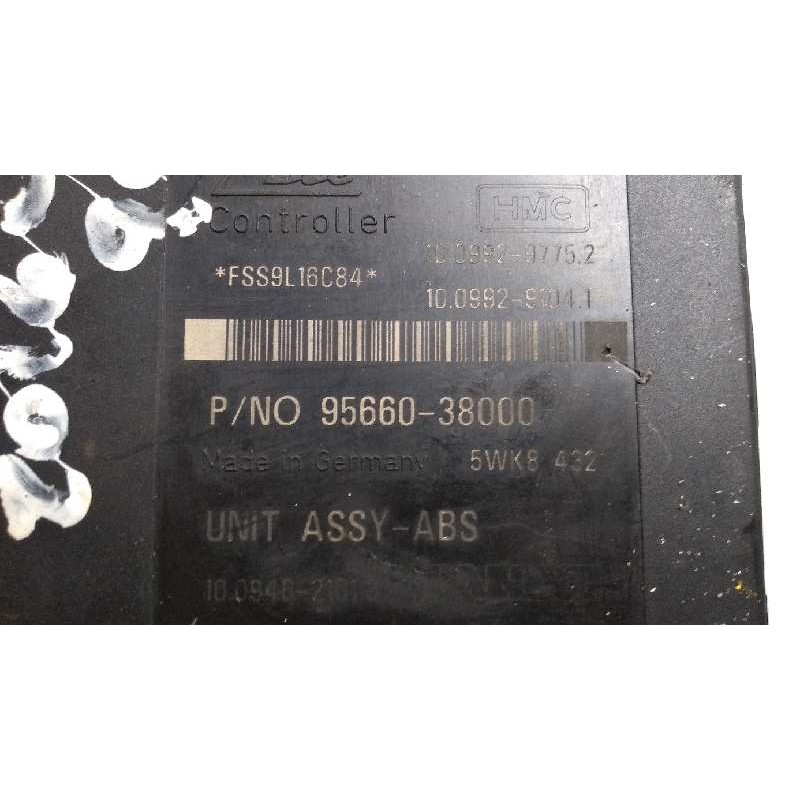 Controller
HMC
10.0992-9775.2
*FSS9L16C84*
10.0992-9104.1
P/NO 95660-38000
Made in Germany 5WK8 432
UNIT ASSY-ABS